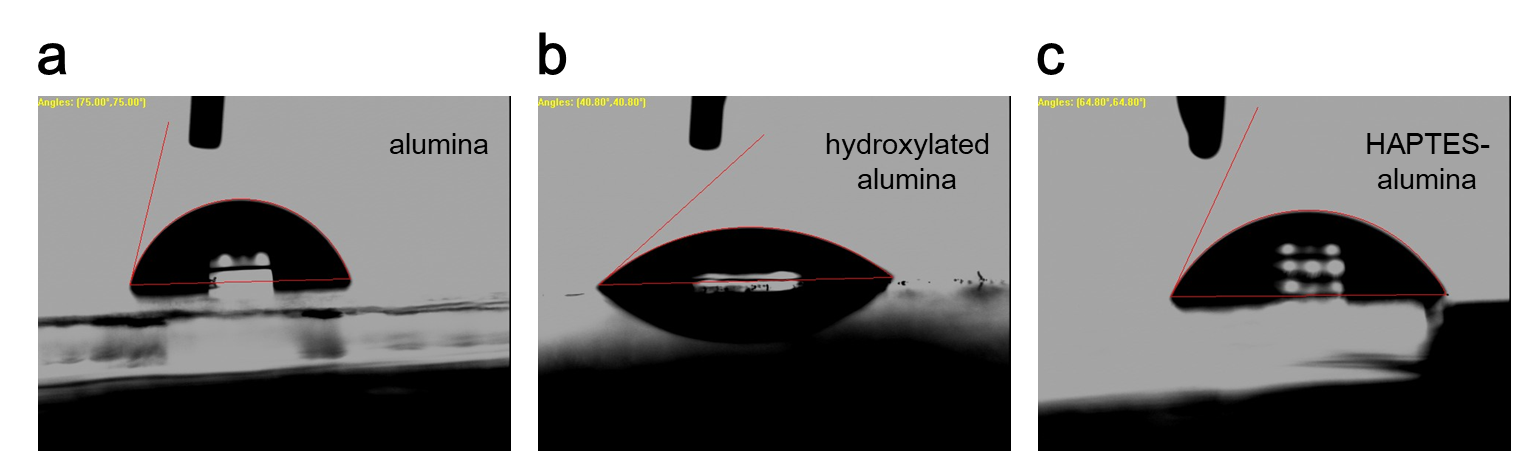 a
b
c
Angles: [75.00°,75.00°]
alumina
Angles: [40.80°,40.80°]
hydroxylated
alumina
Angles: [64.80°,64.80°]
HAPTES-
alumina